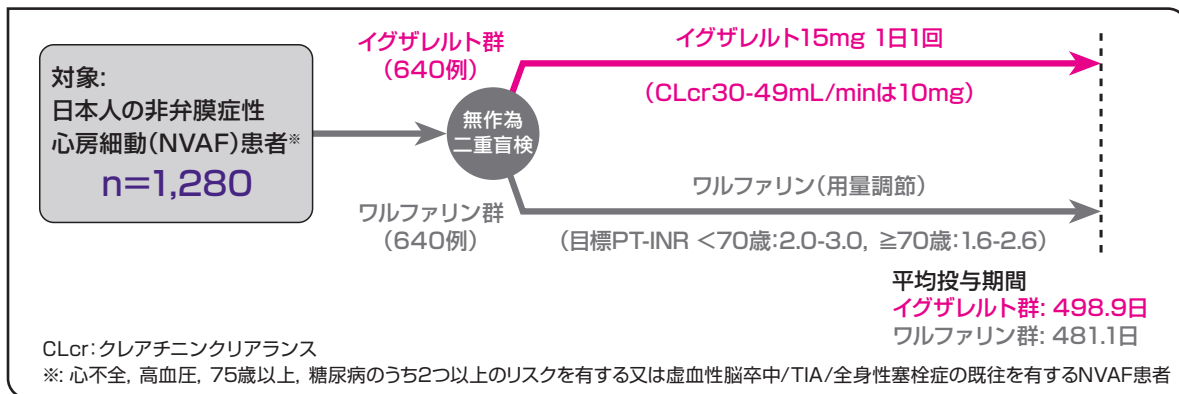 対象:
日本人の非弁膜症性
心房細動(NVAF)患者※
n=1,280
無作為
二重盲検
イグザレルト群
(640例)
イグザレルト15mg 1日1回
(CLcr30-49mL/minは10mg)
ワルファリン群
(640例)
ワルファリン(用量調節)
(目標PT-INR <70歳:2.0-3.0, ≧70歳:1.6-2.6)
平均投与期間
イグザレルト群: 498.9日
ワルファリン群: 481.1日
CLcr:クレアチニンクリアランス
※: 心不全, 高血圧, 75歳以上, 糖尿病のうち2つ以上のリスクを有する又は虚血性脳卒中/TIA/全身性塞栓症の既往を有するNVAF患者